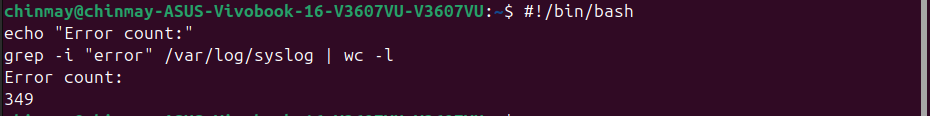 chinmay@chinmay-ASUS-Vivobook-16-V3607VU-V3607VU:~$ #!/bin/bash
echo "Error count:"
grep -i "error" /var/log/syslog | wc -l
Error count:
349